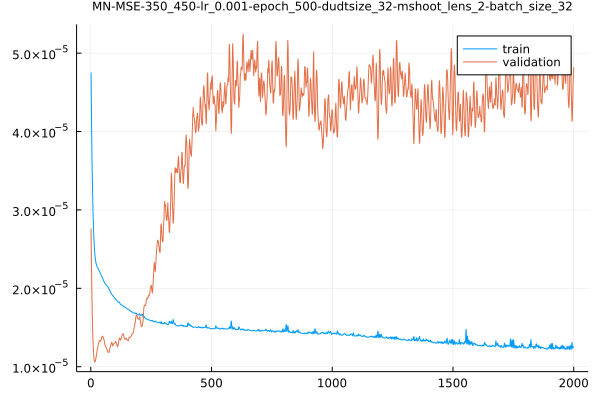 MN-MSE-350_450-lr_0.001-epoch_500-dudtsize_32-mshoot_lens_2-batch_size_32
train
validation
5.0×10⁻⁵
4.0×10⁻⁵
3.0×10⁻⁵
2.0×10⁻⁵
1.0×10⁻⁵
0 500 1000 1500 2000